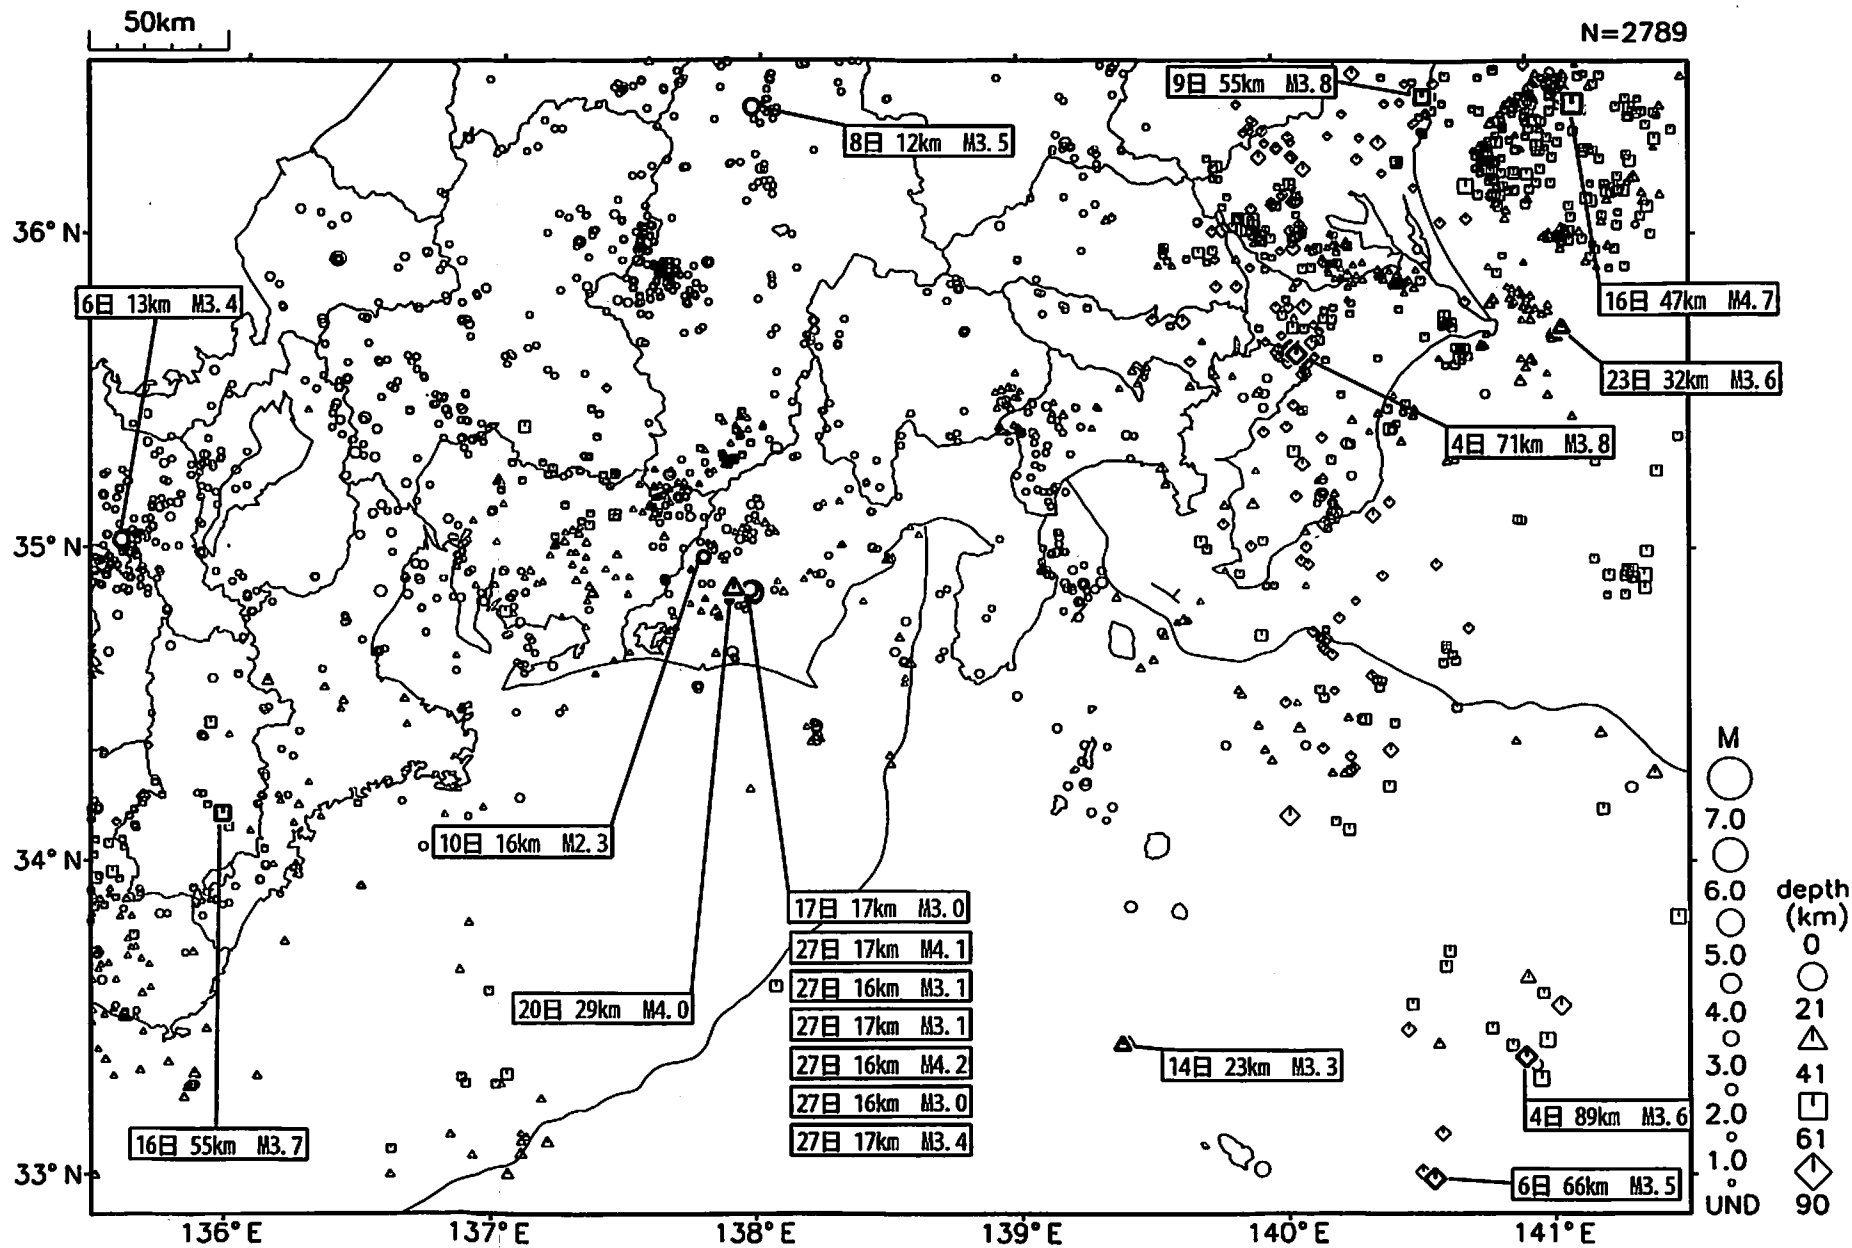 50km
N=2789
9日 55km M3.8
8日 12km M3.5
36°N
6日 13km M3.4
16日 47km M4.7
23日 32km M3.6
4日 71km M3.8
35°N
10日 16km M2.3
34°N
17日 17km M3.0
27日 17km M4.1
27日 16km M3.1
27日 17km M3.1
27日 16km M4.2
27日 16km M3.0
27日 17km M3.4
20日 29km M4.0
14日 23km M3.3
4日 89km M3.6
16日 55km M3.7
6日 66km M3.5
33°N
136°E
137°E
138°E
139°E
140°E
141°E
M
7.0
6.0
5.0
4.0
3.0
2.0
1.0
UND
depth
(km)
0
21
41
61
90